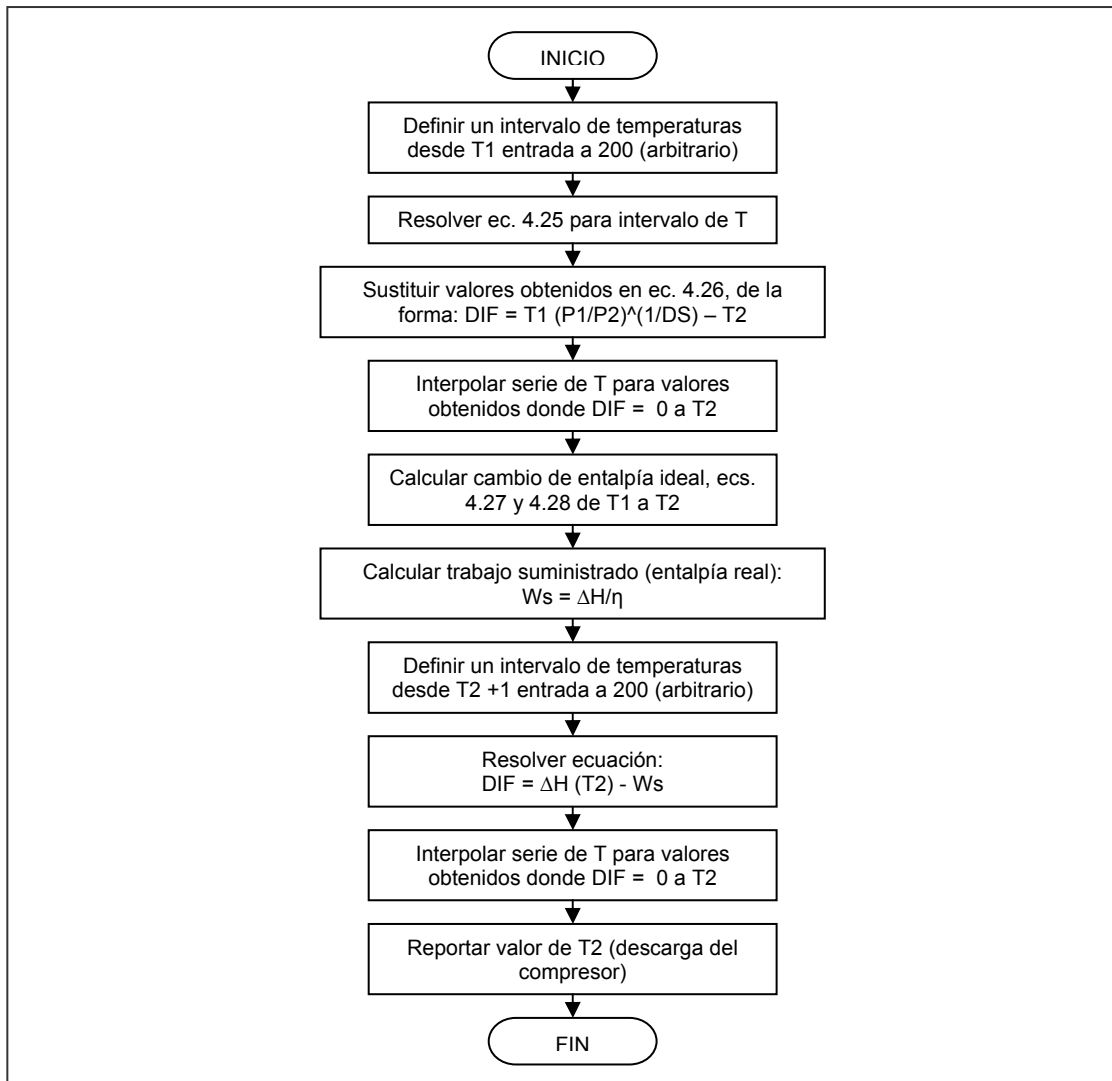 INICIO
Definir un intervalo de temperaturas
desde T1 entrada a 200 (arbitrario)
Resolver ec. 4.25 para intervalo de T
Sustituir valores obtenidos en ec. 4.26, de la
forma: DIF = T1 (P1/P2)^(1/DS) – T2
Interpolar serie de T para valores
obtenidos donde DIF = 0 a T2
Calcular cambio de entalpía ideal, ecs.
4.27 y 4.28 de T1 a T2
Calcular trabajo suministrado (entalpía real):
Ws = ∆H/η
Definir un intervalo de temperaturas
desde T2 +1 entrada a 200 (arbitrario)
Resolver ecuación:
DIF = ∆H (T2) - Ws
Interpolar serie de T para valores
obtenidos donde DIF = 0 a T2
Reportar valor de T2 (descarga del
compresor)
FIN